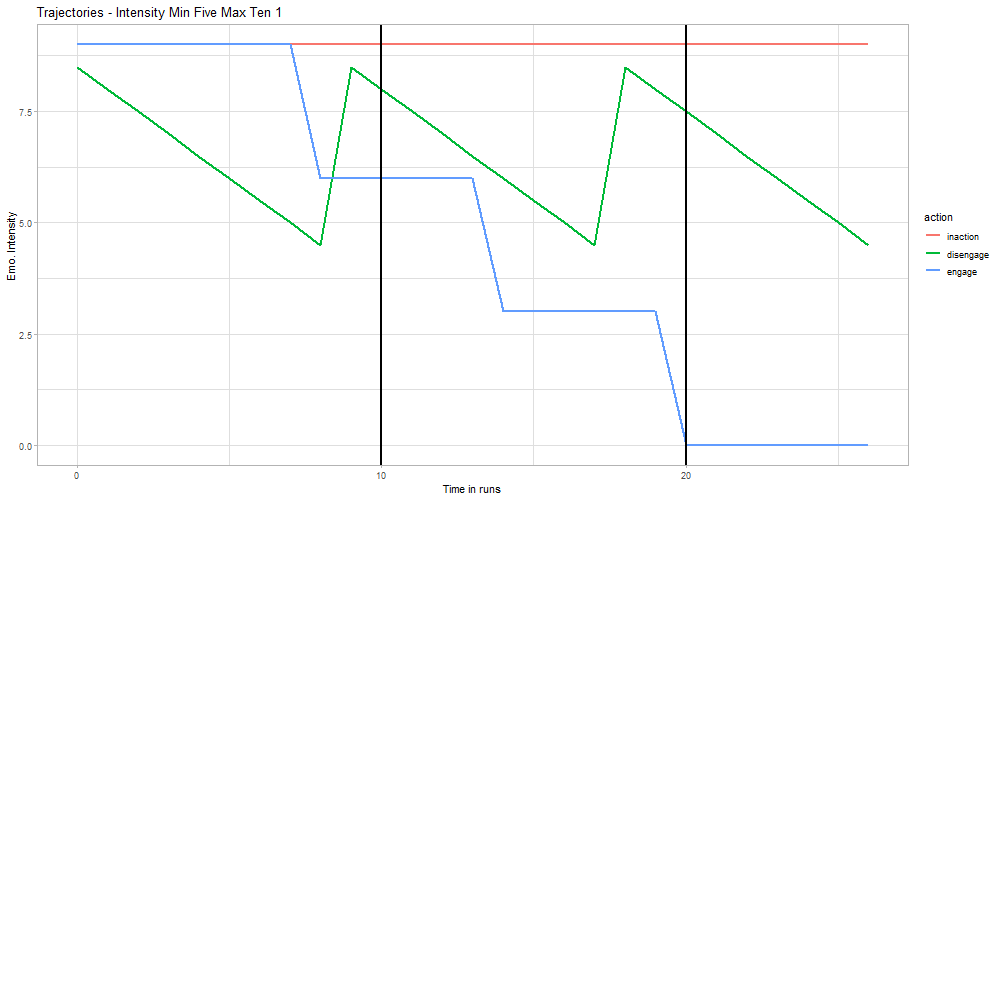 Trajectories - Intensity Min Five Max Ten 1
Emo. Intensity
7.5
5.0
2.5
0.0
0
10
20
Time in runs
action
inaction
disengage
engage